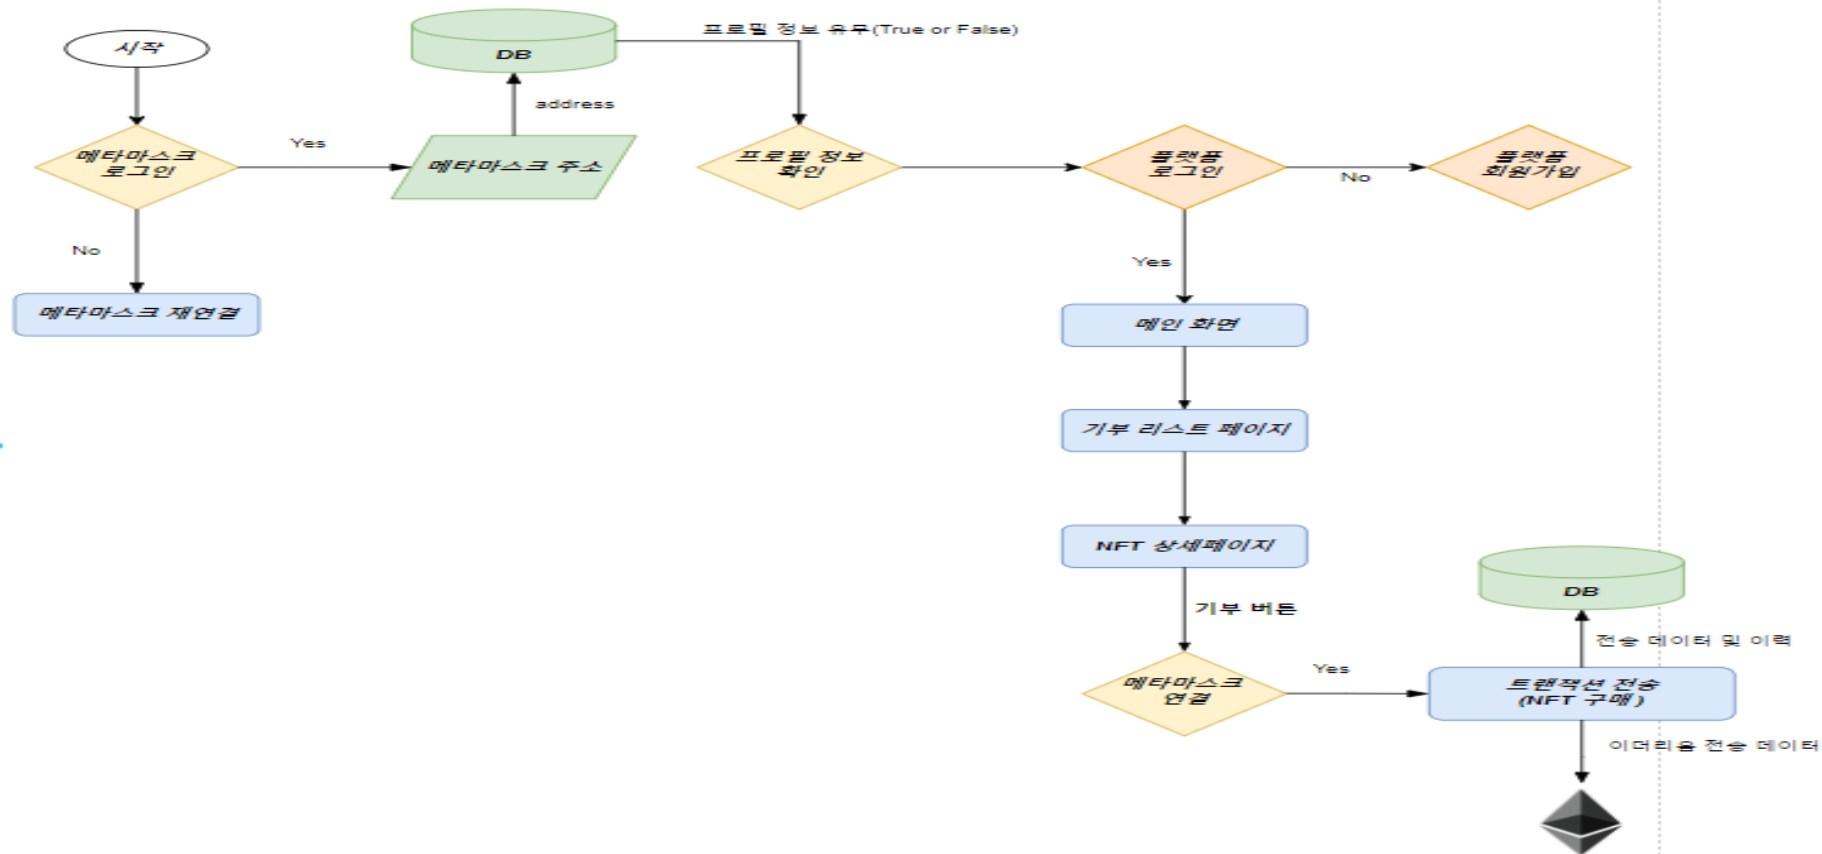 시작
DB
프로필 정보 유무(True or False)
address
메타마스크
로그인
Yes
메타마스크 주소
프로필 정보
확인
플랫폼
로그인
No
플랫폼
회원가입
No
메타마스크 재연결
Yes
메인 화면
기부 리스트 페이지
NFT 상세페이지
기부 버튼
DB
전송 데이터 및 이력
메타마스크
연결
Yes
트랜잭션 전송
(NFT 구매)
이더리움 전송 데이터